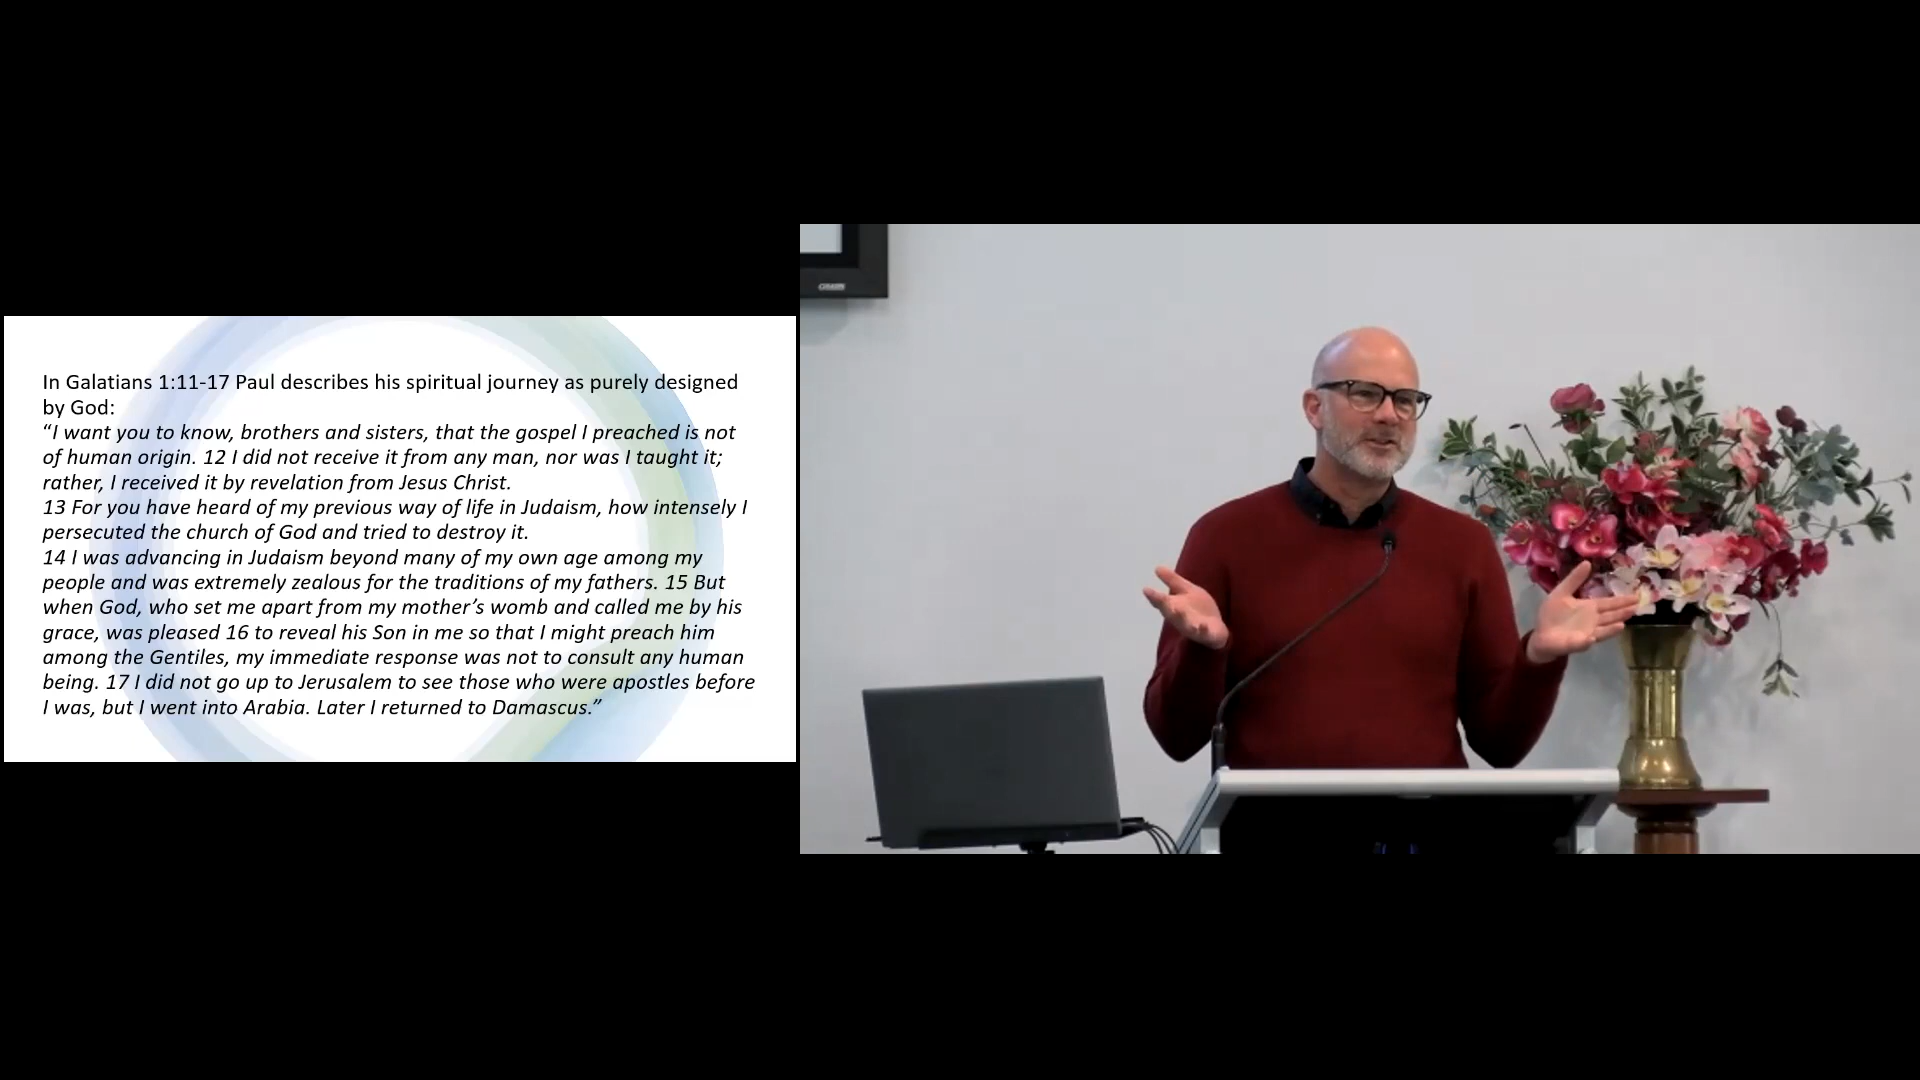 In Galatians 1:11-17 Paul describes his spiritual journey as purely designed
by God:
“I want you to know, brothers and sisters, that the gospel I preached is not
of human origin. 12 I did not receive it from any man, nor was I taught it;
rather, I received it by revelation from Jesus Christ.
13 For you have heard of my previous way of life in Judaism, how intensely I
persecuted the church of God and tried to destroy it.
14 I was advancing in Judaism beyond many of my own age among my
people and was extremely zealous for the traditions of my fathers. 15 But
when God, who set me apart from my mother’s womb and called me by his
grace, was pleased 16 to reveal his Son in me so that I might preach him
among the Gentiles, my immediate response was not to consult any human
being. 17 I did not go up to Jerusalem to see those who were apostles before
I was, but I went into Arabia. Later I returned to Damascus.”